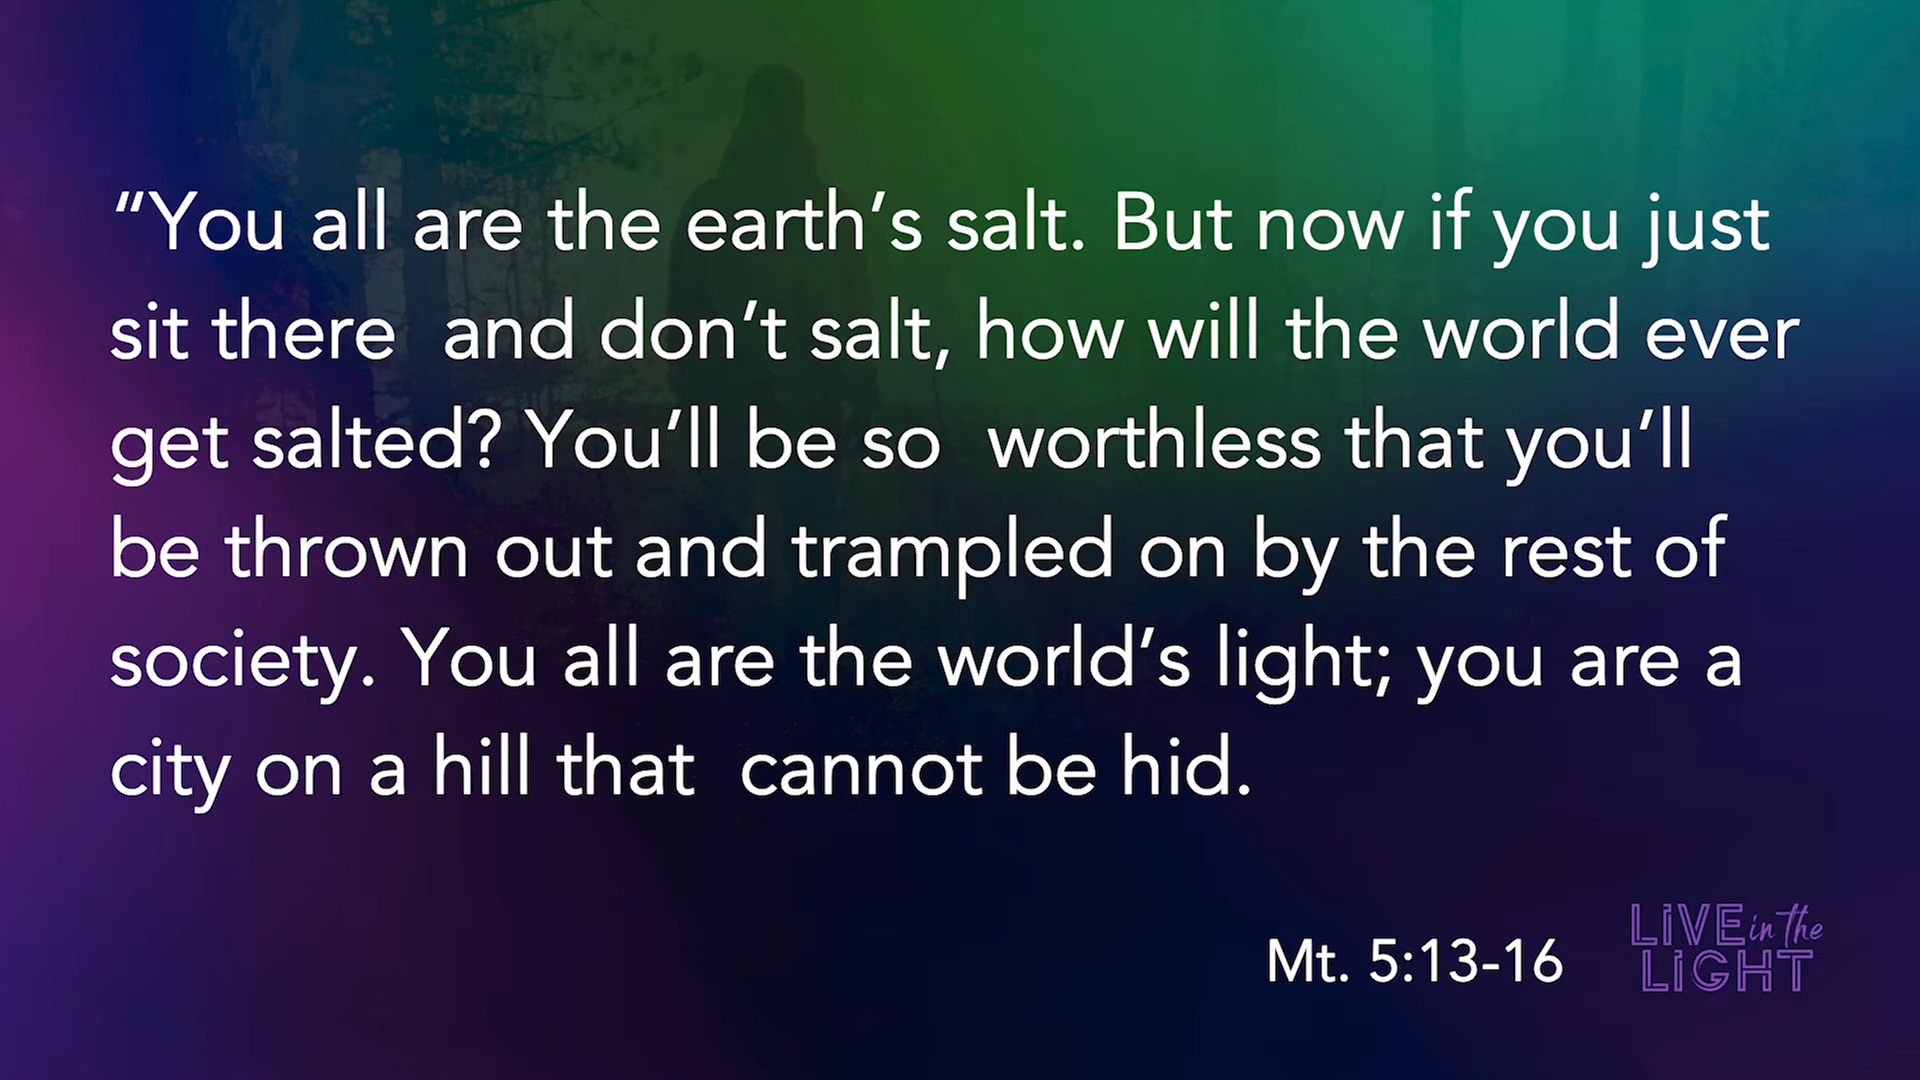 “You all are the earth’s salt. But now if you just
sit there  and don’t salt, how will the world ever
get salted? You’ll be so  worthless that you’ll
be thrown out and trampled on by the rest of
society. You all are the world’s light; you are a
city on a hill that  cannot be hid.
Mt. 5:13-16
LiVE in the
LiGHT